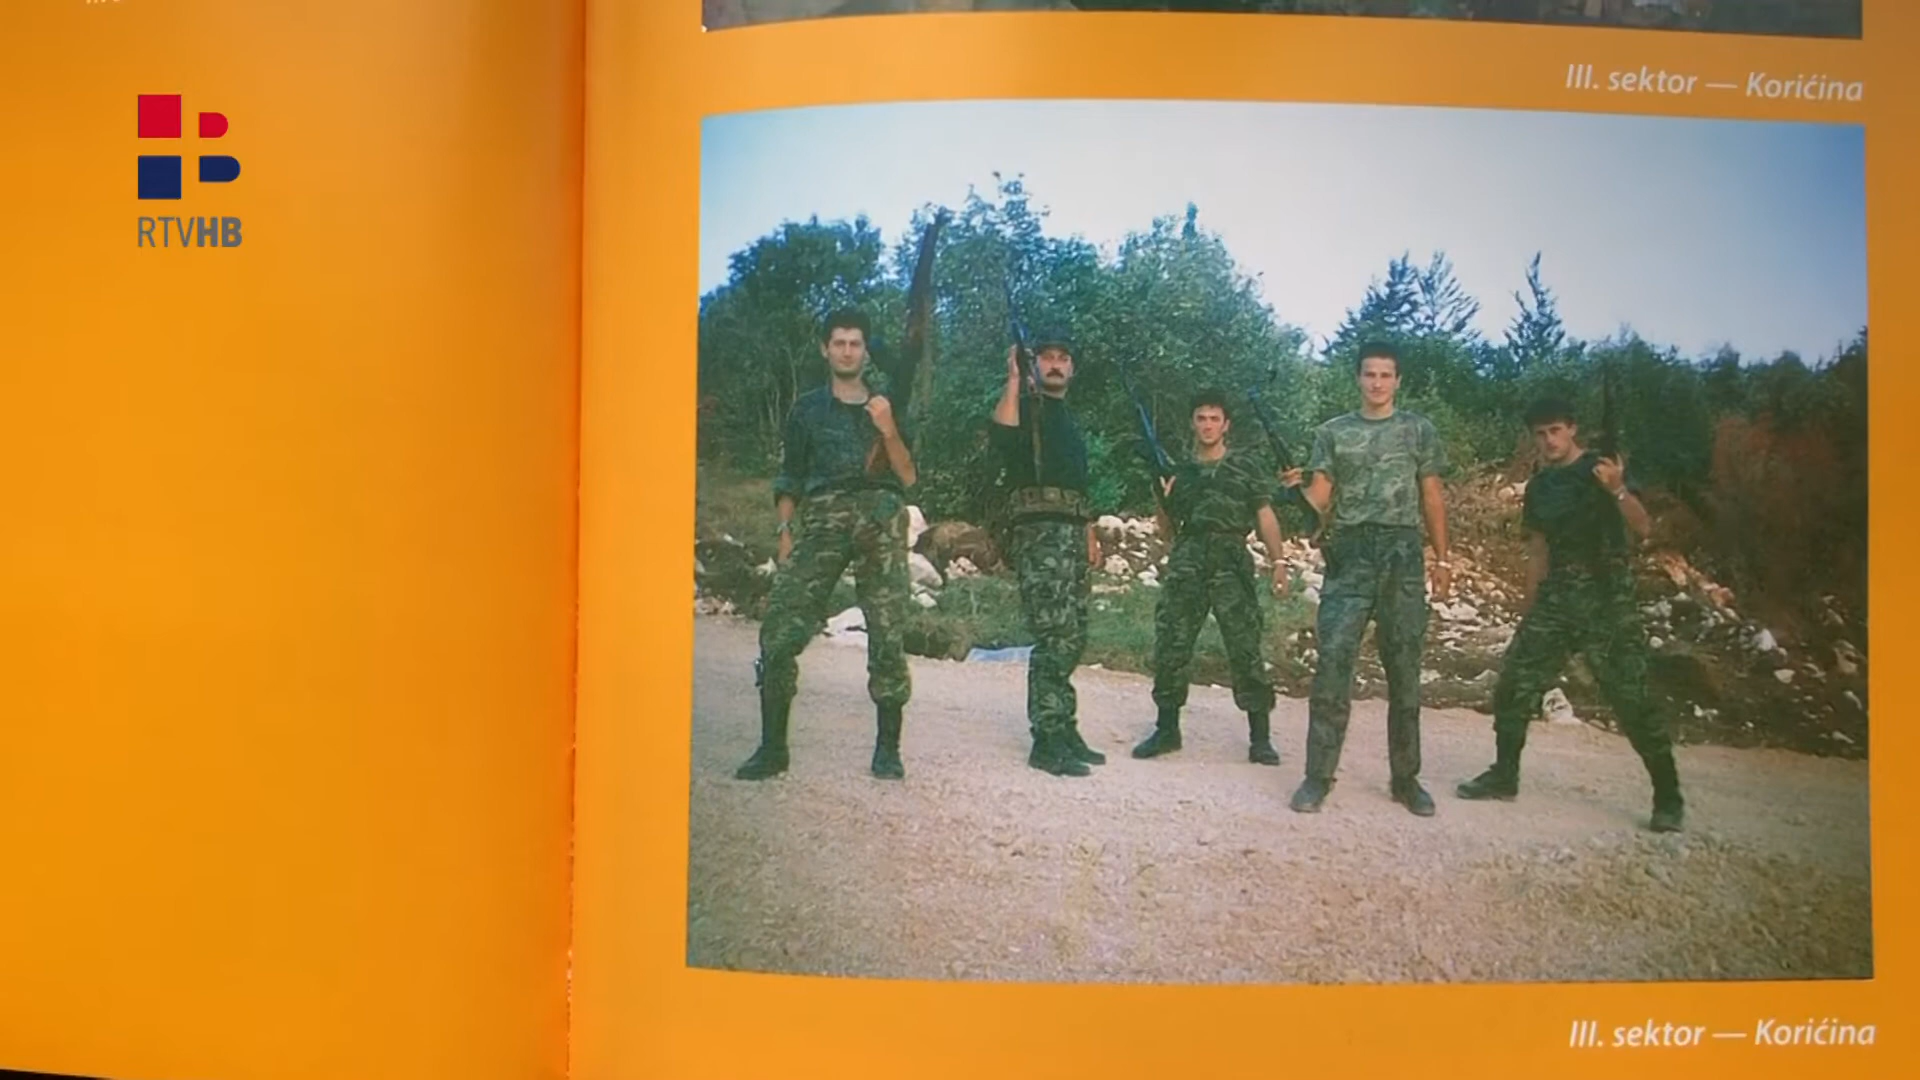 III. sektor — Korićina
RTVHB
III. sektor — Korićina